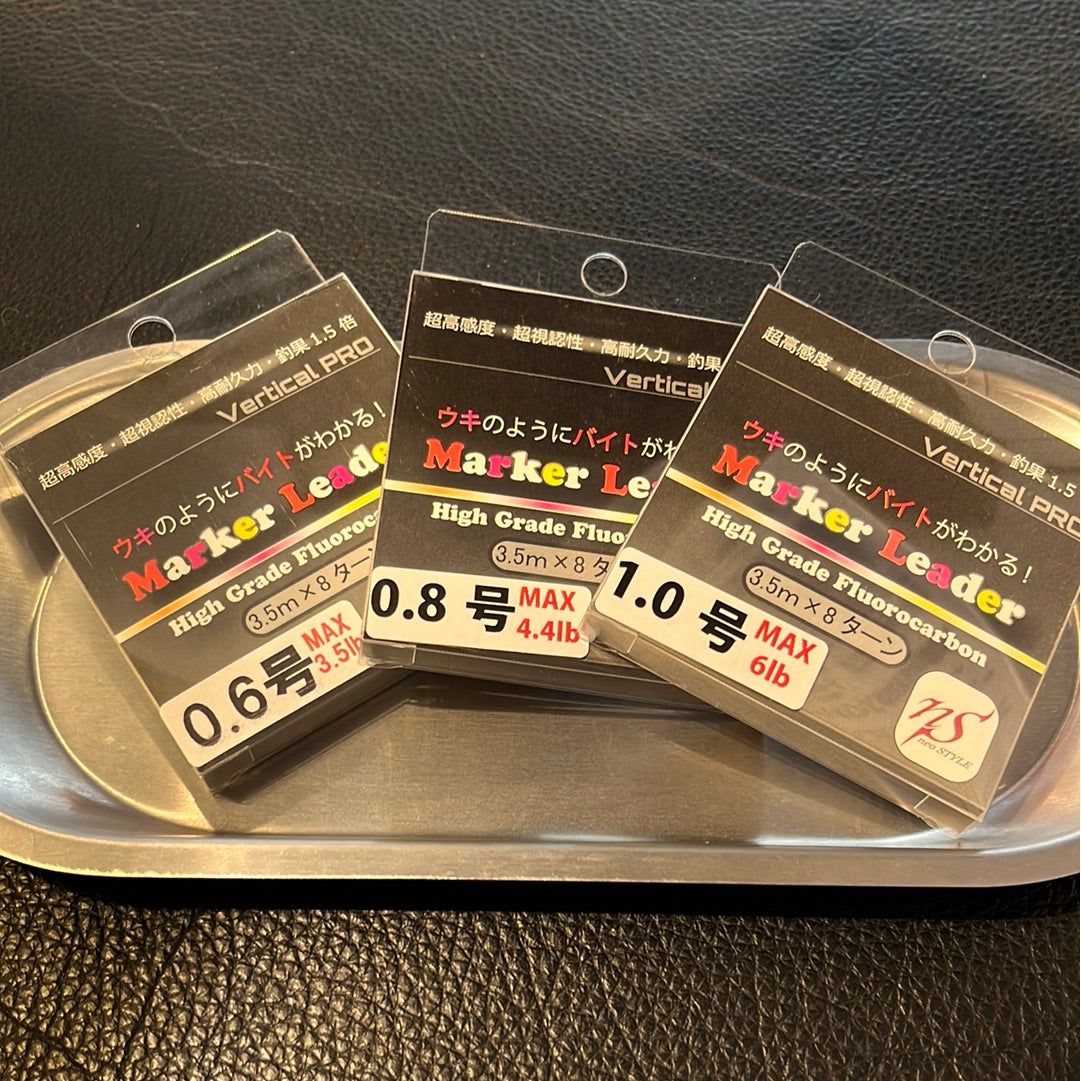 超高感度・超視認性・高耐久力・釣果1.5倍
Vertical PRO
ウキのようにバイトがわかる！
Marker Leade
High Grade Fluoroca
3.5m×8ターン
0.6号
MAX
3.5lb
超高感度・超視認性・高耐久力・釣果
Vertical
ウキのようにバイトがわ
Marker Le
High Grade Fluo
3.5m×8タ
0.8号
MAX
4.4lb
超高感度・超視認性・高耐久力・釣果1.5
Vertical PRO
ウキのようにバイトがわかる！
Marker Leader
High Grade Fluorocarbon
3.5m×8ターン
1.0号
MAX
6lb
nS
neo STYLE